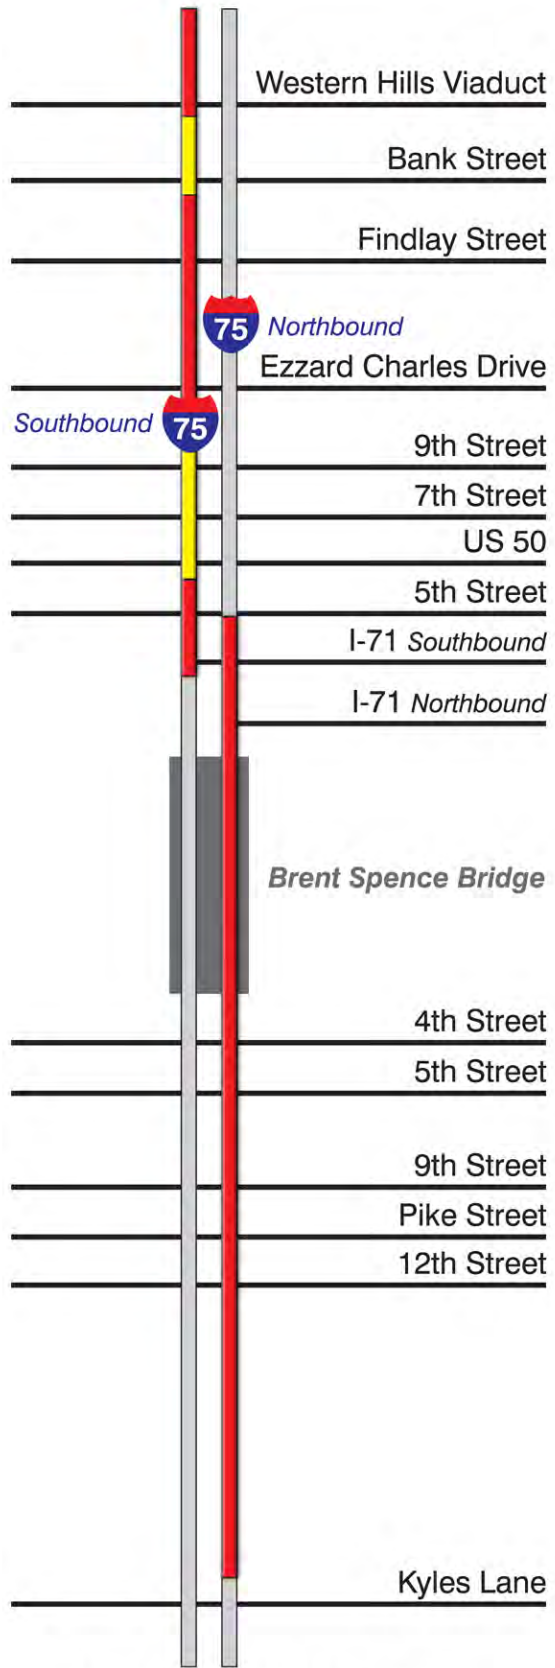 Western Hills Viaduct
Bank Street
Findlay Street
75 Northbound
Ezzard Charles Drive
Southbound 75
9th Street
7th Street
US 50
5th Street
I-71 Southbound
I-71 Northbound
Brent Spence Bridge
4th Street
5th Street
9th Street
Pike Street
12th Street
Kyles Lane